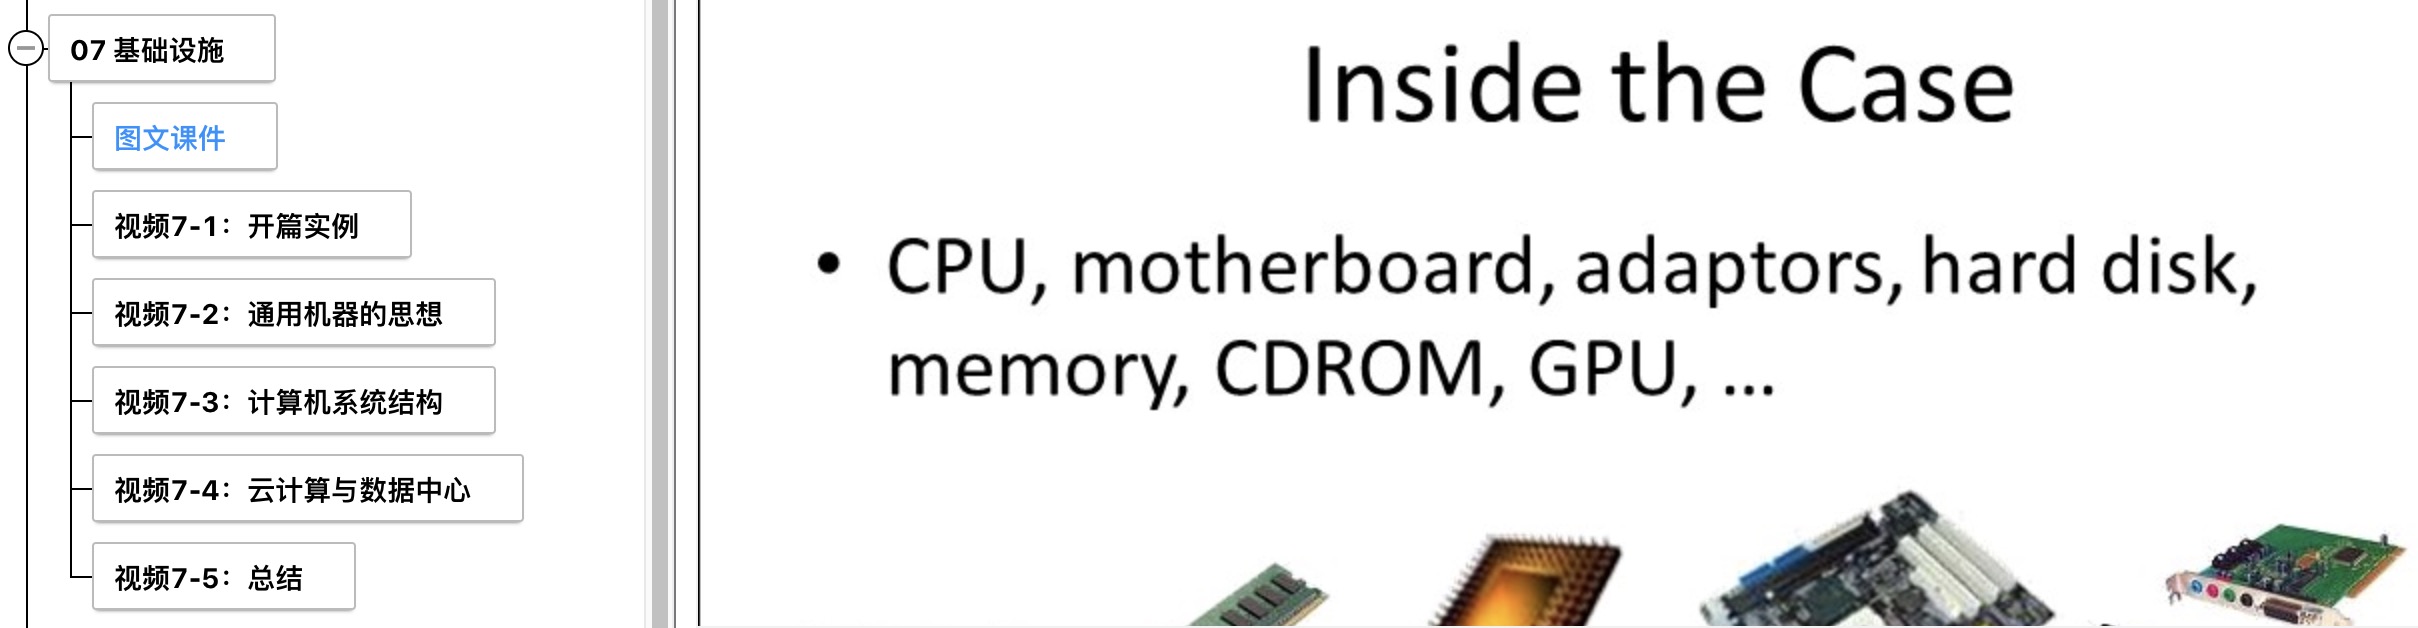 07 基础设施
图文课件
视频7-1：开篇实例
视频7-2：通用机器的思想
视频7-3：计算机系统结构
视频7-4：云计算与数据中心
视频7-5：总结
Inside the Case
• CPU, motherboard, adaptors, hard disk,
memory, CDROM, GPU, ...